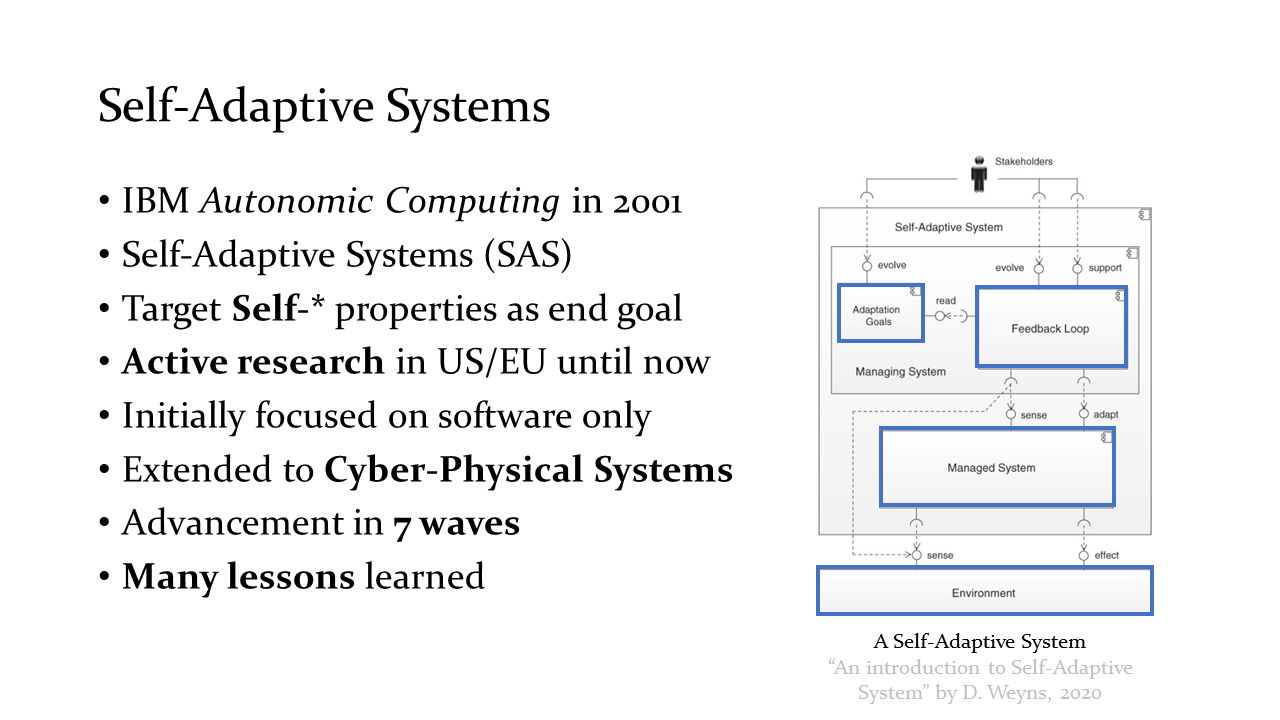 Self-Adaptive Systems
• IBM Autonomic Computing in 2001
• Self-Adaptive Systems (SAS)
• Target Self-* properties as end goal
• Active research in US/EU until now
• Initially focused on software only
• Extended to Cyber-Physical Systems
• Advancement in 7 waves
• Many lessons learned
Stakeholders
Self-Adaptive System
evolve
evolve
support
Adaptation
Goals
read
Feedback Loop
Managing System
sense
adapt
Managed System
sense
effect
Environment
A Self-Adaptive System
“An introduction to Self-Adaptive
System” by D. Weyns, 2020